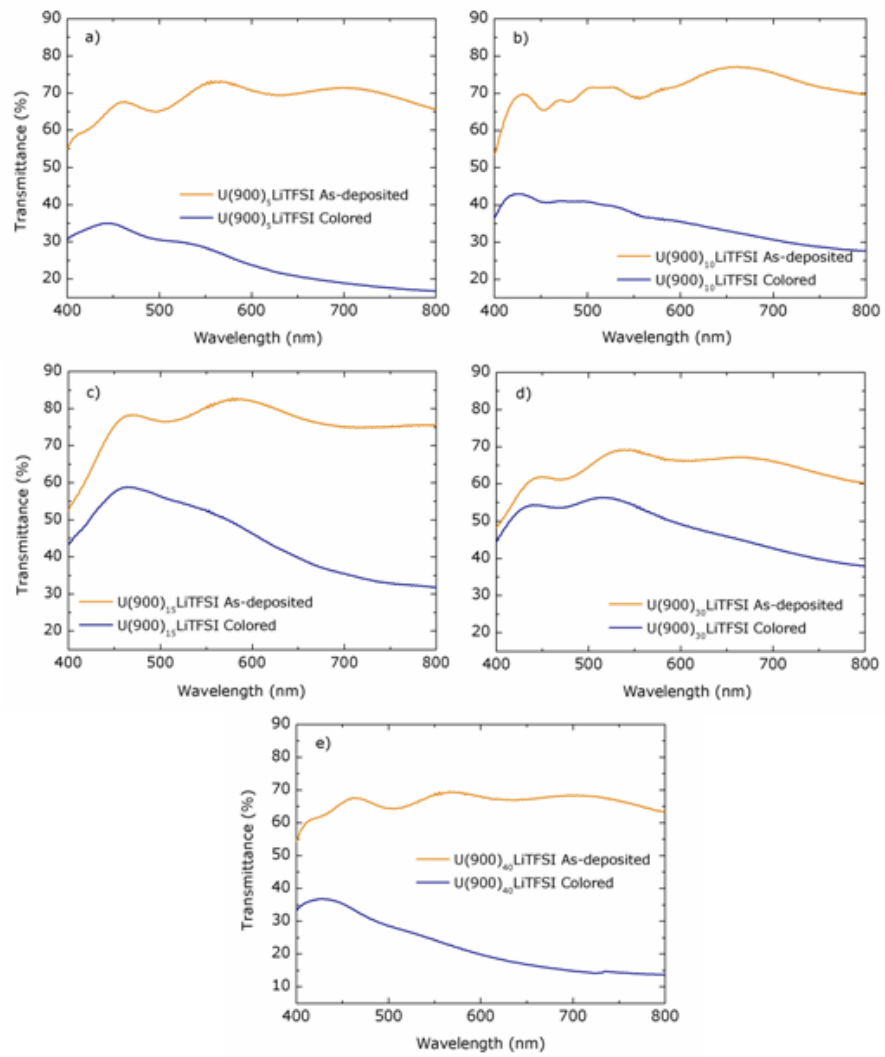 a)
90
80
70
60
50
40
30
20
Transmittance (%)
U(900)₅LiTFSI As-deposited
U(900)₅LiTFSI Colored
400 500 600 700 800
Wavelength (nm)
b)
90
80
70
60
50
40
30
20
Transmittance (%)
U(900)₁₀LiTFSI As-deposited
U(900)₁₀LiTFSI Colored
400 500 600 700 800
Wavelength (nm)
c)
90
80
70
60
50
40
30
20
Transmittance (%)
U(900)₁₅LiTFSI As-deposited
U(900)₁₅LiTFSI Colored
400 500 600 700 800
Wavelength (nm)
d)
90
80
70
60
50
40
30
20
Transmittance (%)
U(900)₃₀LiTFSI As-deposited
U(900)₃₀LiTFSI Colored
400 500 600 700 800
Wavelength (nm)
e)
90
80
70
60
50
40
30
20
10
Transmittance (%)
U(900)₄₀LiTFSI As-deposited
U(900)₄₀LiTFSI Colored
400 500 600 700 800
Wavelength (nm)